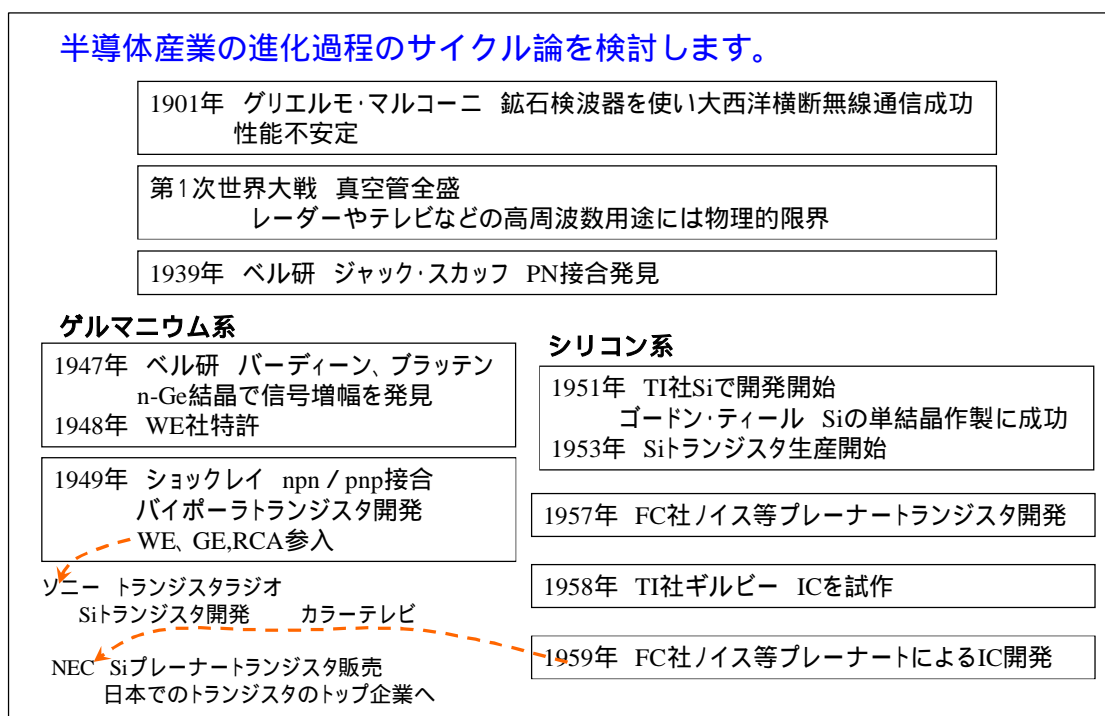 半導体産業の進化過程のサイクル論を検討します。
1901年 グリエルモ・マルコーニ 鉱石検波器を使い大西洋横断無線通信成功
性能不安定
第1次世界大戦 真空管全盛
レーダーやテレビなどの高周波数用途には物理的限界
1939年 ベル研 ジャック・スカッフ PN接合発見
ゲルマニウム系
1947年 ベル研 バーディーン、ブラッテン
n-Ge結晶で信号増幅を発見
1948年 WE社特許
1949年 ショックレイ npn／pnp接合
バイポーラトランジスタ開発
WE、GE,RCA参入
ソニー トランジスタラジオ
Siトランジスタ開発 カラーテレビ
NEC Siプレーナートランジスタ販売
日本でのトランジスタのトップ企業へ
シリコン系
1951年 TI社Siで開発開始
ゴードン・ティール Siの単結晶作製に成功
1953年 Siトランジスタ生産開始
1957年 FC社ノイス等プレーナートランジスタ開発
1958年 TI社ギルビー ICを試作
1959年 FC社ノイス等プレーナートによるIC開発